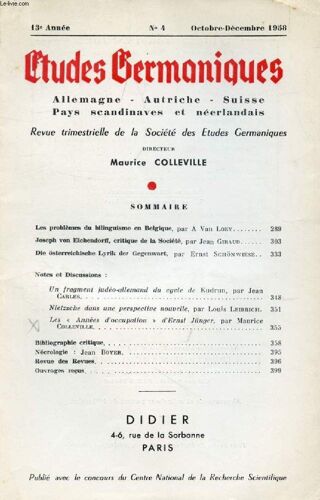 LivreNotFr
13e Année
No 4
Octobre-Décembre 1958
Etudes Germaniques
Allemagne - Autriche - Suisse
Pays scandinaves et néerlandais
Revue trimestrielle de la Société des Etudes Germaniques
DIRECTEUR
Maurice COLLEVILLE
SOMMAIRE
Les problèmes du bilinguisme en Belgique, par A Van LOEY 289
Joseph von Eichendorff, critique de la Société, par Jean GIRAUD 303
Die österreichische Lyrik der Gegenwart, par Ernst SCHÖNWIESE 333
Notes et Discussions :
Un fragment judéo-allemand du cycle de Kudrun, par Jean
CARLES 348
Nietzsche dans une perspective nouvelle, par Louis LEIBRICH 351
Les « Années d'occupation » d'Ernst Jünger, par Maurice
COLLEVILLE 355
Bibliographie critique 358
Nécrologie : Jean BOYER 395
Revue des Revues 396
Ouvrages reçus 399
DIDIER
4-6, rue de la Sorbonne
PARIS
Publié avec le concours du Centre National de la Recherche Scientifique